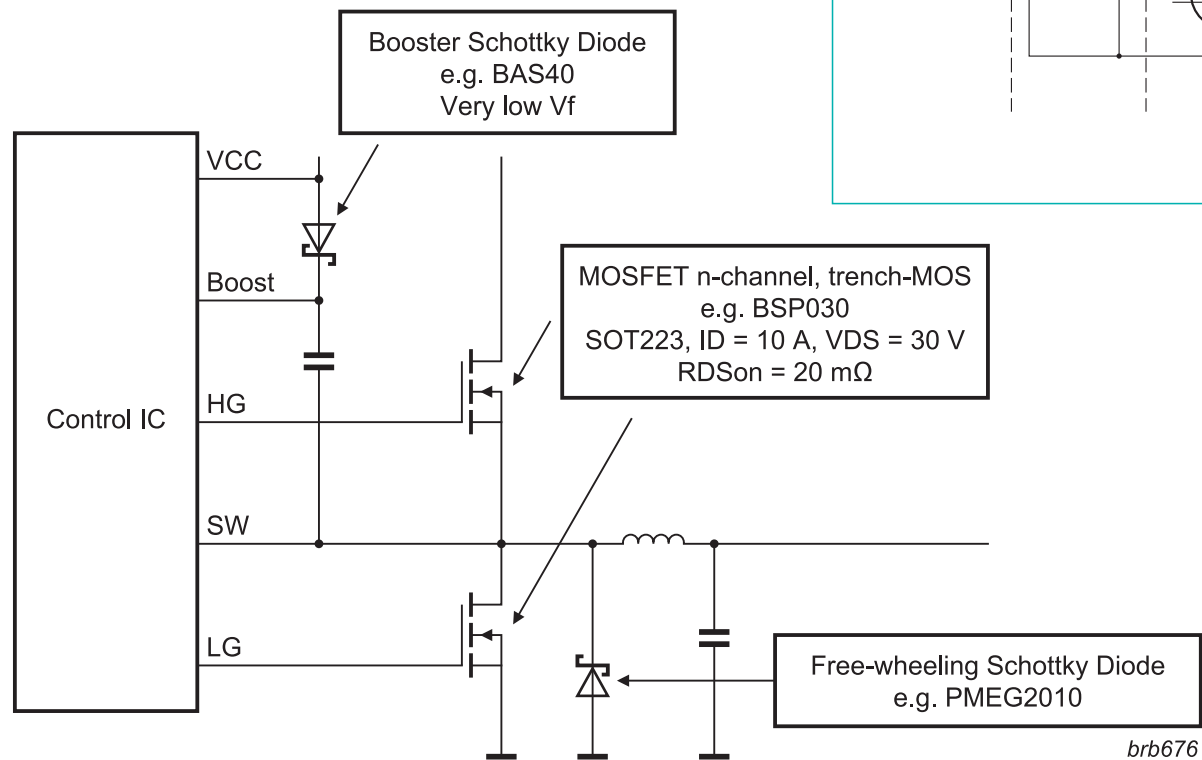 Booster Schottky Diode
e.g. BAS40
Very low Vf
VCC
Boost
MOSFET n-channel, trench-MOS
e.g. BSP030
SOT223, ID = 10 A, VDS = 30 V
RDSon = 20 mΩ
Control IC
HG
SW
LG
Free-wheeling Schottky Diode
e.g. PMEG2010
brb676